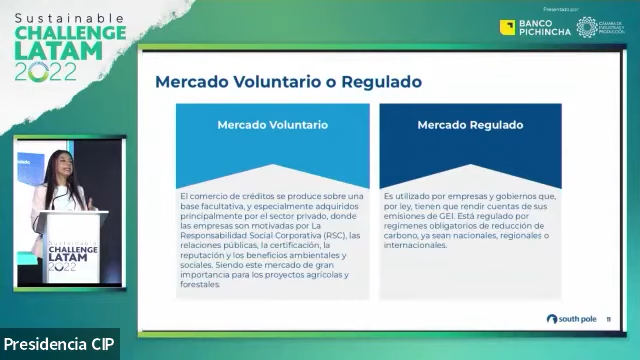 Sustainable
CHALLENGE
LATAM
2022
Presentado por:
BANCO
PICHINCHA
CÁMARA DE
INDUSTRIAS Y
PRODUCCIÓN
Mercado Voluntario o Regulado
Mercado Voluntario
El comercio de créditos se produce sobre una
base facultativa, y especialmente adquiridos
principalmente por el sector privado, donde
las empresas son motivadas por La
Responsabilidad Social Corporativa (RSC), las
relaciones públicas, la certificación, la
reputación y los beneficios ambientales y
sociales. Siendo este mercado de gran
importancia para los proyectos agrícolas y
forestales.
Mercado Regulado
Es utilizado por empresas y gobiernos que,
por ley, tienen que rendir cuentas de sus
emisiones de GEI. Está regulado por
regímenes obligatorios de reducción de
carbono, ya sean nacionales, regionales o
internacionales.
south pole
11
Sustainable
CHALLENGE
LATAM
2022
Presidencia CIP